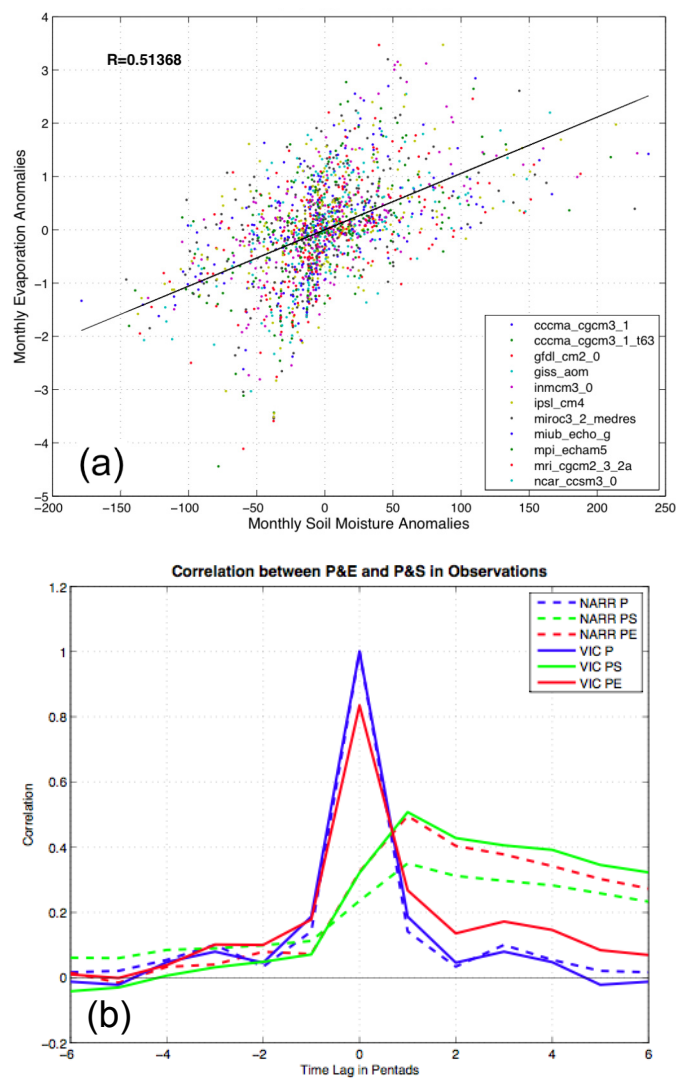 R=0.51368
4
3
2
1
0
−1
−2
−3
−4
−5
Monthly Evaporation Anomalies
cccma_cgcm3_1
cccma_cgcm3_1_t63
gfdl_cm2_0
giss_aom
inmcm3_0
ipsl_cm4
miroc3_2_medres
miub_echo_g
mpi_echam5
mri_cgcm2_3_2a
ncar_ccsm3_0
(a)
−200 −150 −100 −50 0 50 100 150 200 250
Monthly Soil Moisture Anomalies
Correlation between P&E and P&S in Observations
1.2
1
0.8
0.6
0.4
0.2
0
−0.2
Correlation
NARR P
NARR PS
NARR PE
VIC P
VIC PS
VIC PE
(b)
−6 −4 −2 0 2 4 6
Time Lag in Pentads